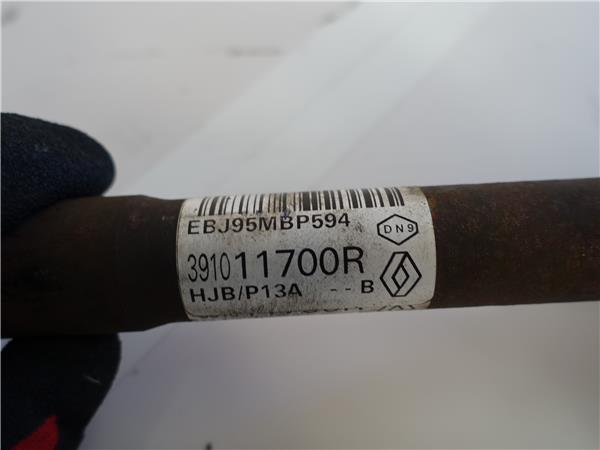 EBJ95MBP594
DN9
391011700R
HJB/P13A -- B